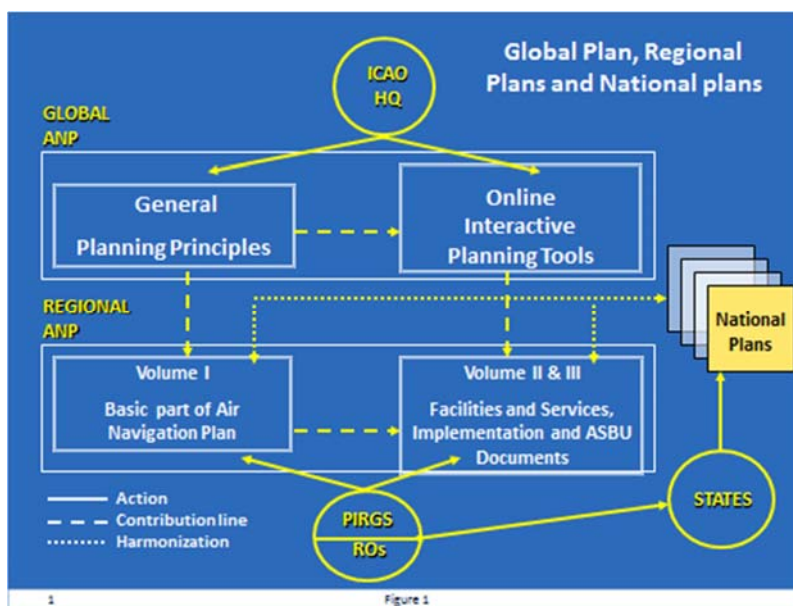 Global Plan, Regional
Plans and National plans
ICAO
HQ
GLOBAL
ANP
General
Planning Principles
Online
Interactive
Planning Tools
REGIONAL
ANP
National
Plans
Volume I
Basic part of Air
Navigation Plan
Volume II & III
Facilities and Services,
Implementation and ASBU
Documents
Action
Contribution line
Harmonization
PIRGS
ROs
STATES
1
Figure 1